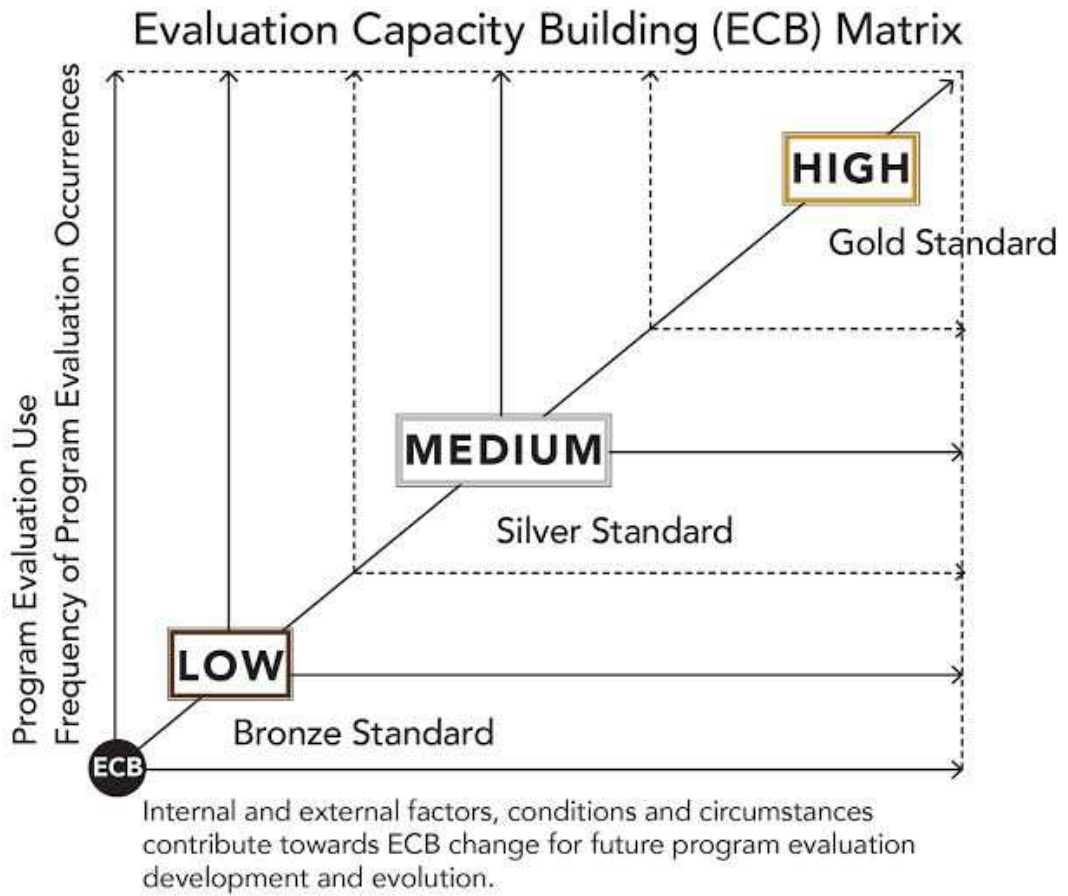 Evaluation Capacity Building (ECB) Matrix
Program Evaluation Use
Frequency of Program Evaluation Occurrences
HIGH
Gold Standard
MEDIUM
Silver Standard
LOW
Bronze Standard
ECB
Internal and external factors, conditions and circumstances
contribute towards ECB change for future program evaluation
development and evolution.